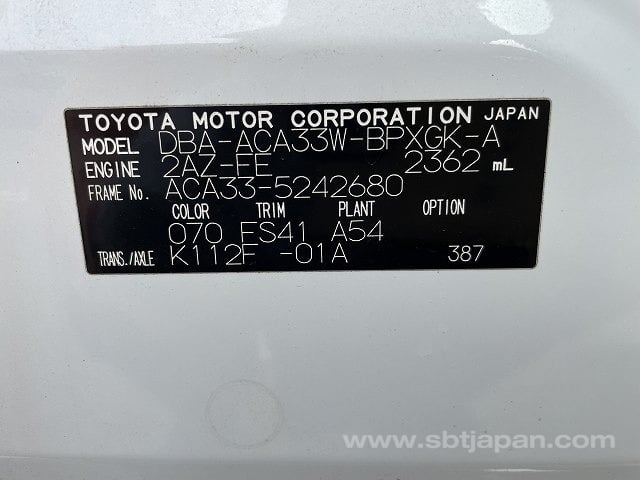 TOYOTA MOTOR CORPORATION JAPAN
MODEL DBA-ACA33W-BPXGK-A
ENGINE 2AZ-FE 2362 mL
FRAME No. ACA33-5242680
COLOR TRIM PLANT OPTION
070 FS41 A54
TRANS./AXLE K112F -01A 387
www.sbtjapan.com